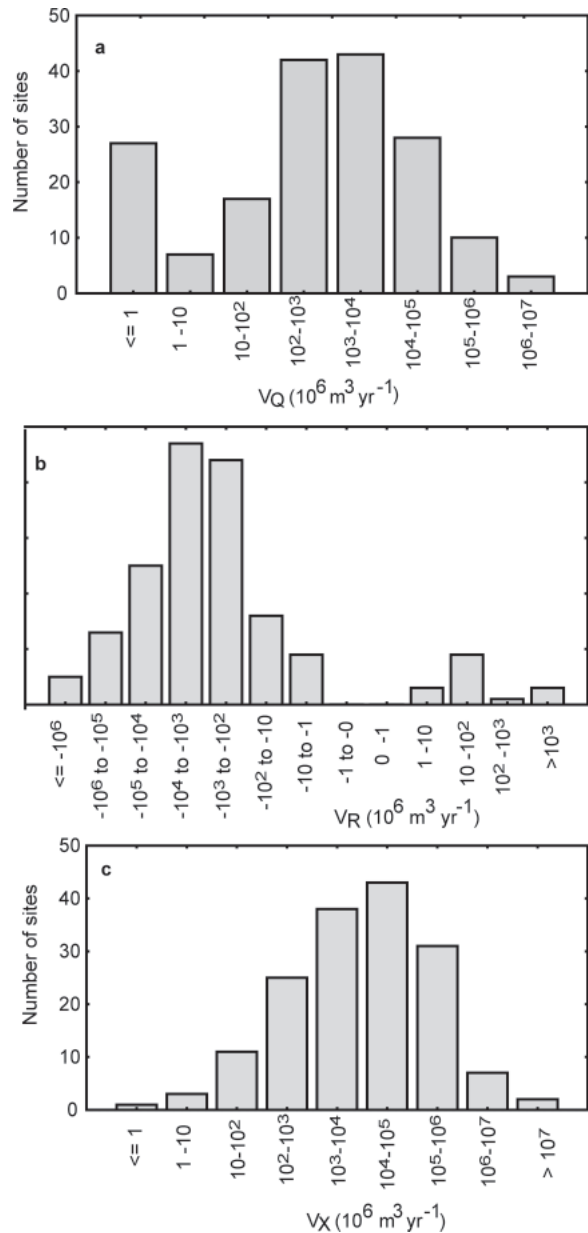 50
a
40
30
20
10
0
Number of sites
<= 1
1 -10
10-10²
10²-10³
10³-10⁴
10⁴-10⁵
10⁵-10⁶
10⁶-10⁷
V_Q (10⁶ m³ yr⁻¹)
b
<= -10⁶
-10⁶ to -10⁵
-10⁵ to -10⁴
-10⁴ to -10³
-10³ to -10²
-10² to -10
-10 to -1
-1 to -0
0 -1
1 -10
10 -10²
10² -10³
>10³
V_R (10⁶ m³ yr⁻¹)
50
c
40
30
20
10
0
Number of sites
<= 1
1 -10
10-10²
10²-10³
10³-10⁴
10⁴-10⁵
10⁵-10⁶
10⁶-10⁷
> 10⁷
V_X (10⁶ m³ yr⁻¹)